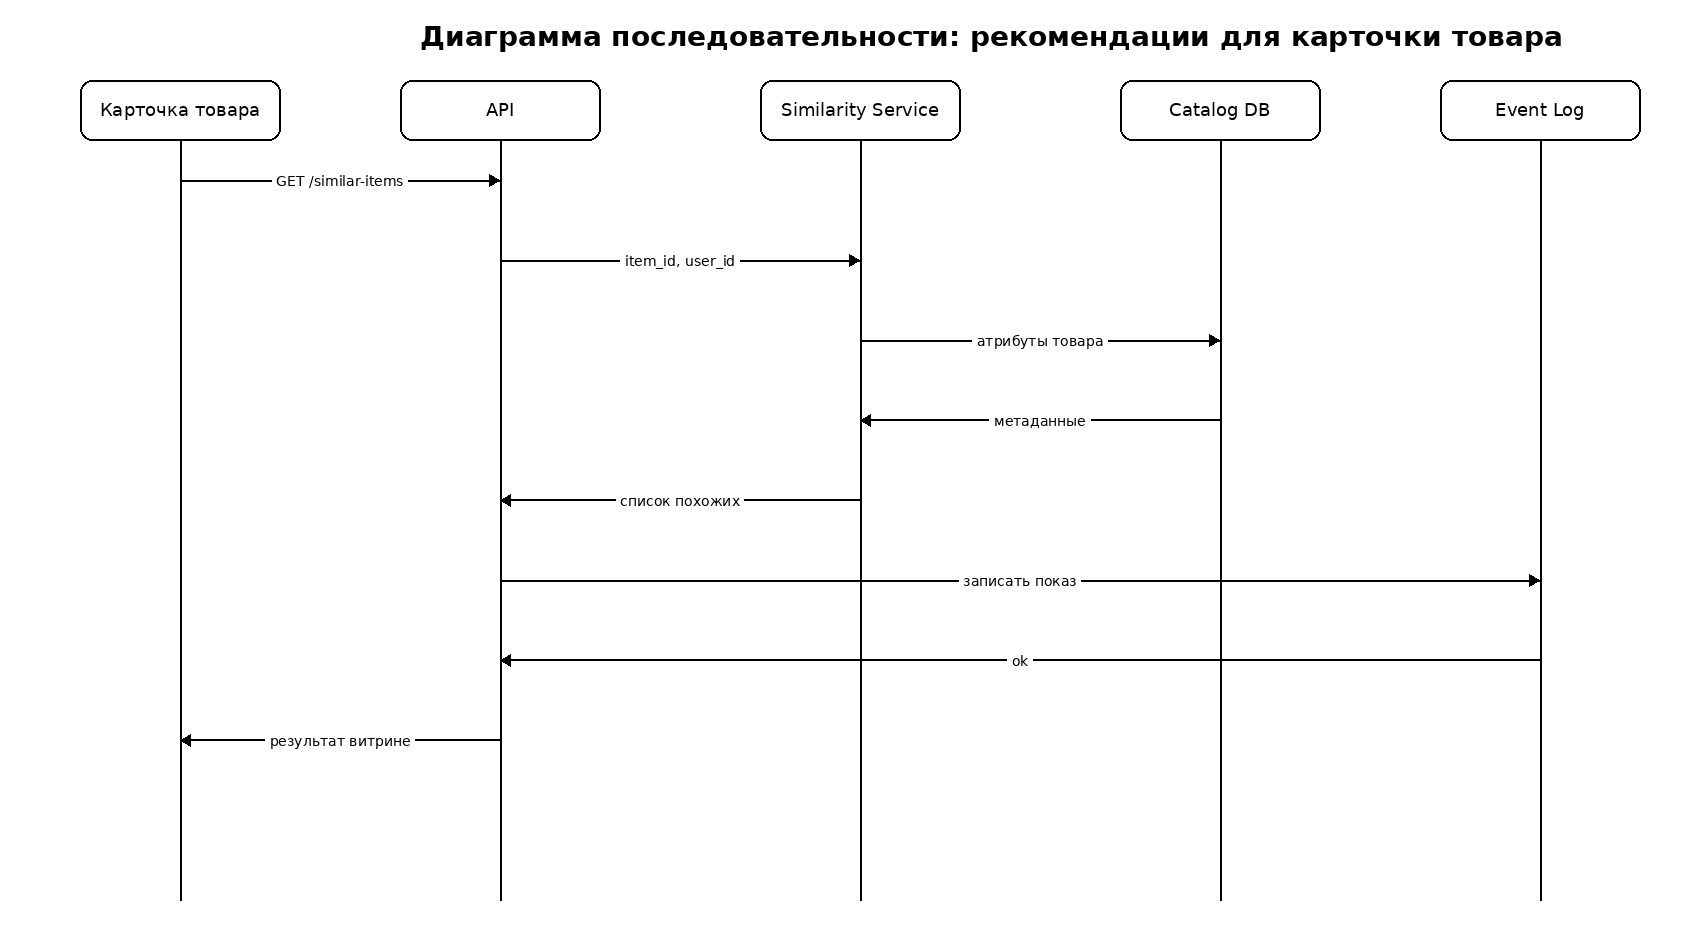 Диаграмма последовательности: рекомендации для карточки товара
Карточка товара
API
Similarity Service
Catalog DB
Event Log
GET /similar-items
item_id, user_id
атрибуты товара
метаданные
список похожих
записать показ
ok
результат витрине